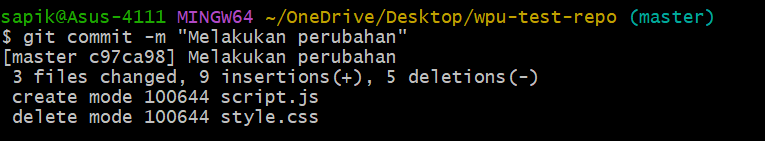 sapik@Asus-4111 MINGW64 ~/OneDrive/Desktop/wpu-test-repo (master)
$ git commit -m "Melakukan perubahan"
[master c97ca98] Melakukan perubahan
 3 files changed, 9 insertions(+), 5 deletions(-)
 create mode 100644 script.js
 delete mode 100644 style.css